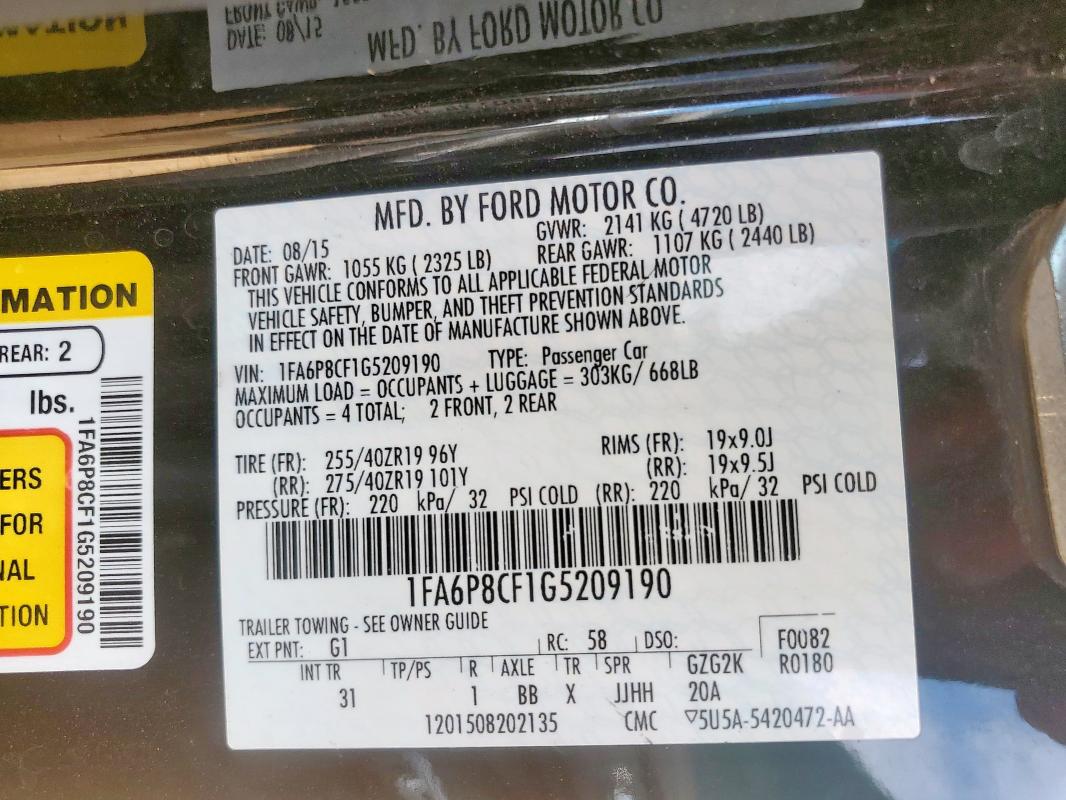 MFD. BY FORD MOTOR CO
DATE: 08/15
MFD. BY FORD MOTOR CO.
DATE: 08/15 GVWR: 2141 KG ( 4720 LB)
FRONT GAWR: 1055 KG ( 2325 LB) REAR GAWR: 1107 KG ( 2440 LB)
THIS VEHICLE CONFORMS TO ALL APPLICABLE FEDERAL MOTOR
VEHICLE SAFETY, BUMPER, AND THEFT PREVENTION STANDARDS
IN EFFECT ON THE DATE OF MANUFACTURE SHOWN ABOVE.
VIN: 1FA6P8CF1G5209190 TYPE: Passenger Car
MAXIMUM LOAD = OCCUPANTS + LUGGAGE = 303KG/ 668LB
OCCUPANTS = 4 TOTAL; 2 FRONT, 2 REAR
TIRE (FR): 255/40ZR19 96Y RIMS (FR): 19x9.0J
(RR): 275/40ZR19 101Y (RR): 19x9.5J
PRESSURE (FR): 220 kPa/ 32 PSI COLD (RR): 220 kPa/ 32 PSI COLD
1FA6P8CF1G5209190
TRAILER TOWING - SEE OWNER GUIDE
EXT PNT: G1 RC: 58 DSO: F0082
INT TR TP/PS R AXLE TR SPR GZG2K R0180
31 1 BB X JJHH 20A
1201508202135 CMC ▽5U5A-5420472-AA
MATION
REAR: 2
lbs.
ERS
FOR
NAL
TION
1FA6P8CF1G5209190